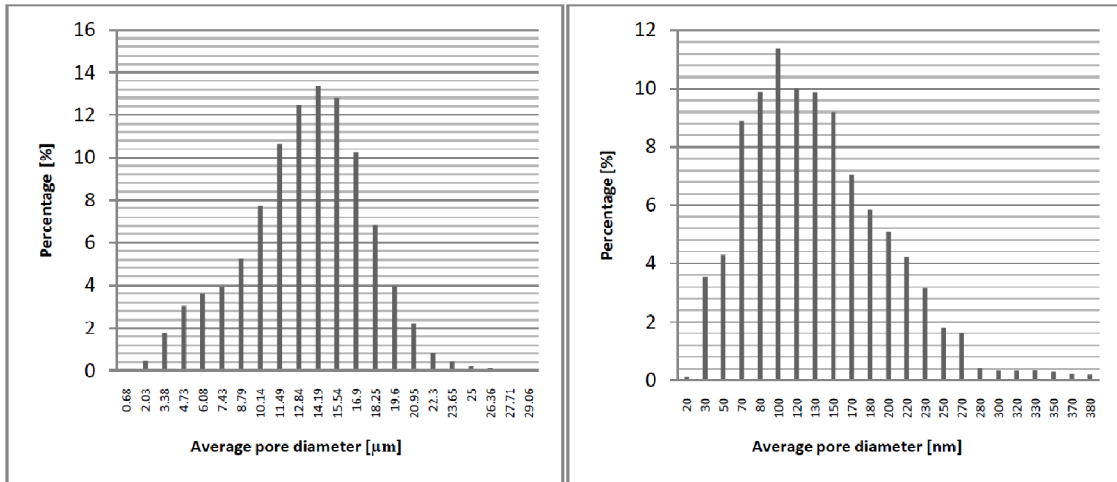 16
14
12
10
8
6
4
2
0
Percentage [%]
0.68 2.03 3.38 4.73 6.08 7.43 8.79 10.14 11.49 12.84 14.19 15.54 16.9 18.25 19.6 20.95 22.3 23.65 25 26.36 27.71 29.06
Average pore diameter [µm]
12
10
8
6
4
2
0
Percentage [%]
20 30 50 70 80 100 120 130 150 170 180 200 220 230 250 270 280 300 320 330 350 370 380
Average pore diameter [nm]